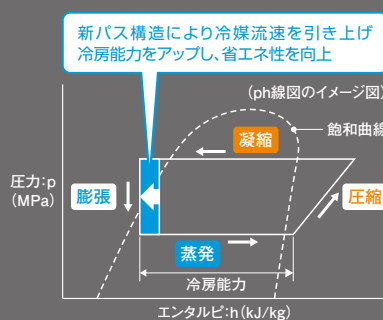 新パス構造により冷媒流速を引き上げ
冷房能力をアップし、省エネ性を向上
(ph線図のイメージ図)
飽和曲線
凝縮
圧力:p
(MPa)
膨張
圧縮
蒸発
冷房能力
エンタルピ:h(kJ/kg)